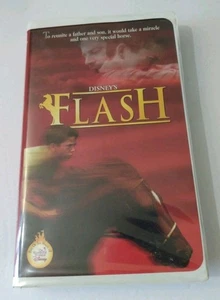 To reunite a father and son, it would take a miracle
and one very special horse.
DISNEY'S
FLASH